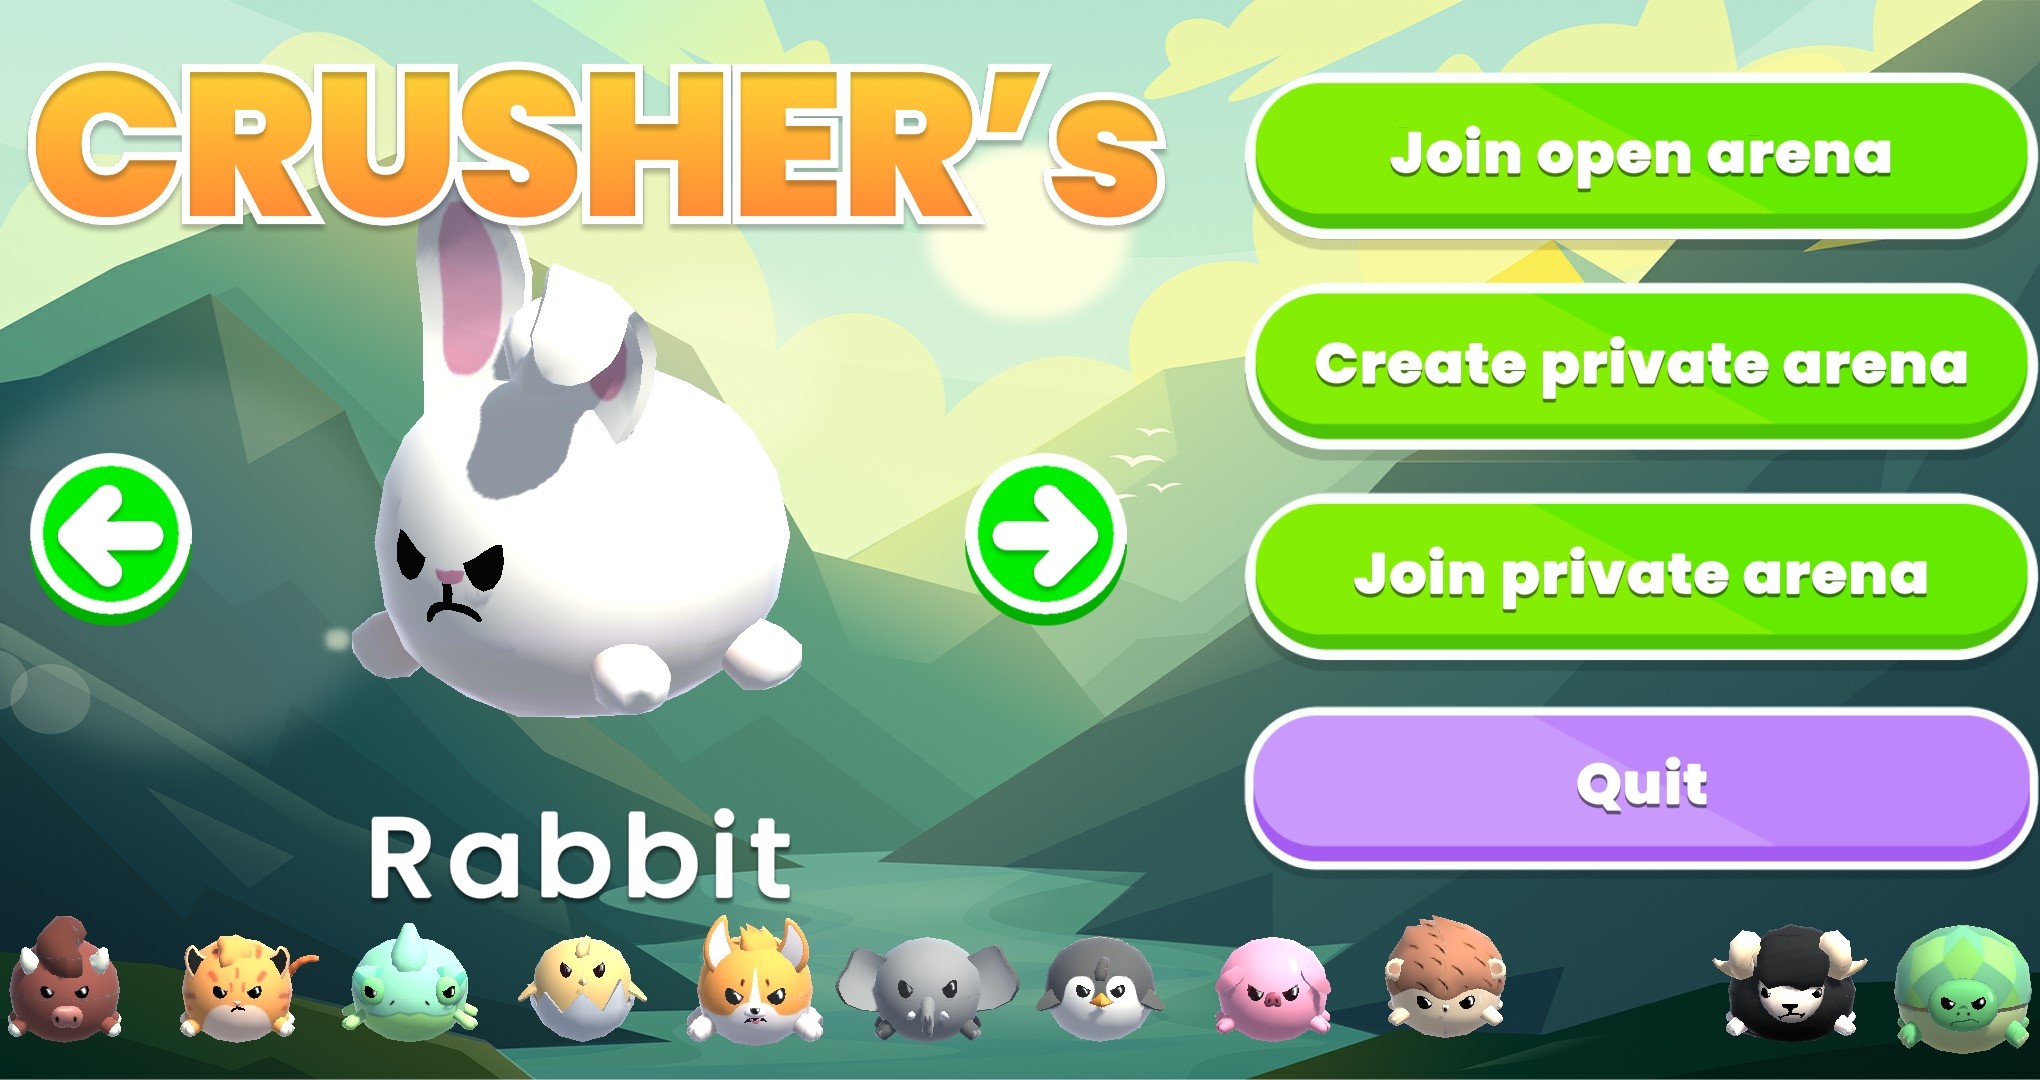 CRUSHER's
Join open arena
Create private arena
Join private arena
Quit
Rabbit